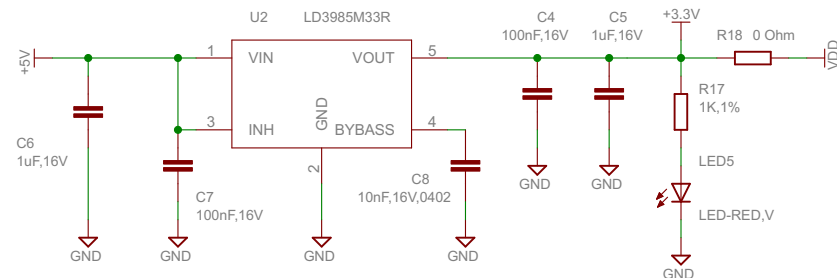 U2 LD3985M33R
+5V
1 VIN
VOUT 5
3 INH
GND
BYBASS 4
2
C6
1uF,16V
C7
100nF,16V
C8
10nF,16V,0402
C4
100nF,16V
C5
1uF,16V
+3.3V
R18 0 Ohm
VDD
R17
1K,1%
LED5
LED-RED,V
GND
GND
GND
GND
GND
GND
GND